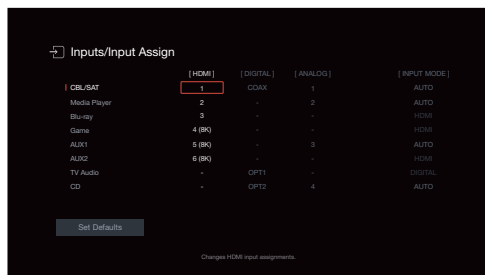 Inputs/Input Assign
[ HDMI ] [ DIGITAL ] [ ANALOG ] [ INPUT MODE ]
CBL/SAT 1 COAX 1 AUTO
Media Player 2 - 2 AUTO
Blu-ray 3 - - HDMI
Game 4 (8K) - - HDMI
AUX1 5 (8K) - 3 AUTO
AUX2 6 (8K) - - HDMI
TV Audio - OPT1 - DIGITAL
CD - OPT2 4 AUTO
Set Defaults
Changes HDMI input assignments.